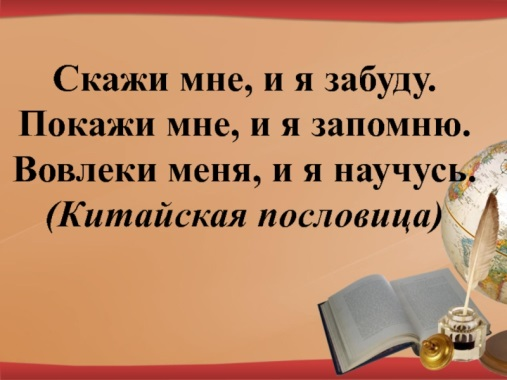 Скажи мне, и я забуду.
Покажи мне, и я запомню.
Вовлеки меня, и я научусь.
(Китайская пословица)